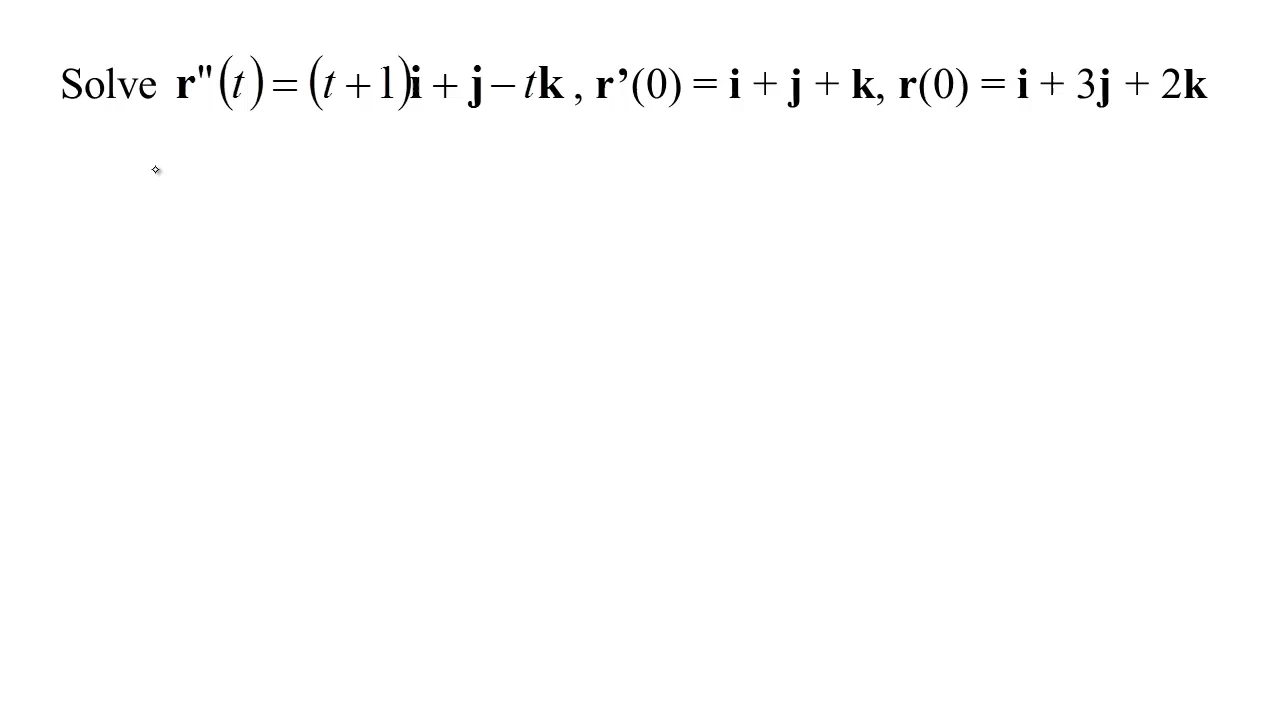 Solve r''(t) = (t + 1)i + j − tk , r’(0) = i + j + k, r(0) = i + 3j + 2k